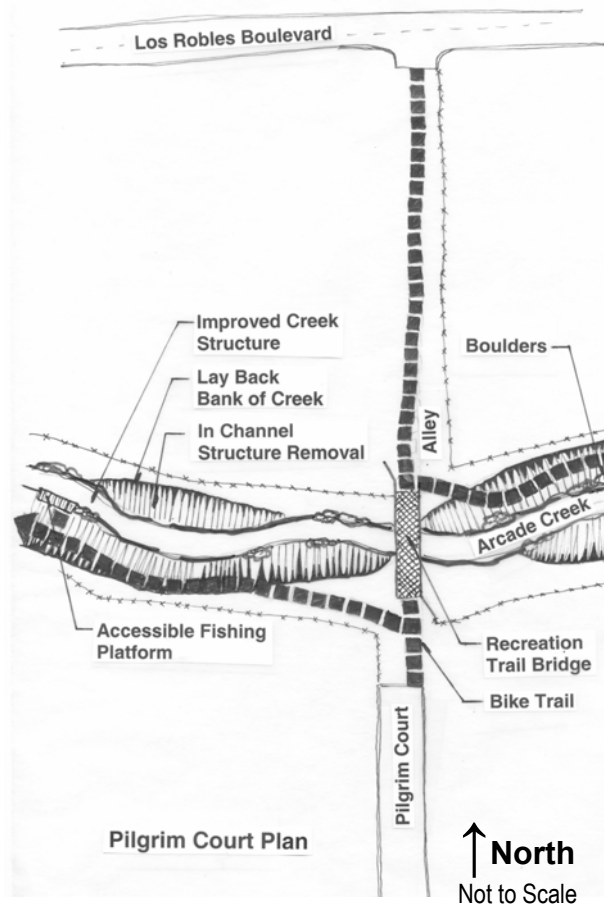 Los Robles Boulevard
Improved Creek
Structure
Boulders
Lay Back
Bank of Creek
In Channel
Structure Removal
Alley
Arcade Creek
Accessible Fishing
Platform
Recreation
Trail Bridge
Bike Trail
Pilgrim Court
Pilgrim Court Plan
North
Not to Scale